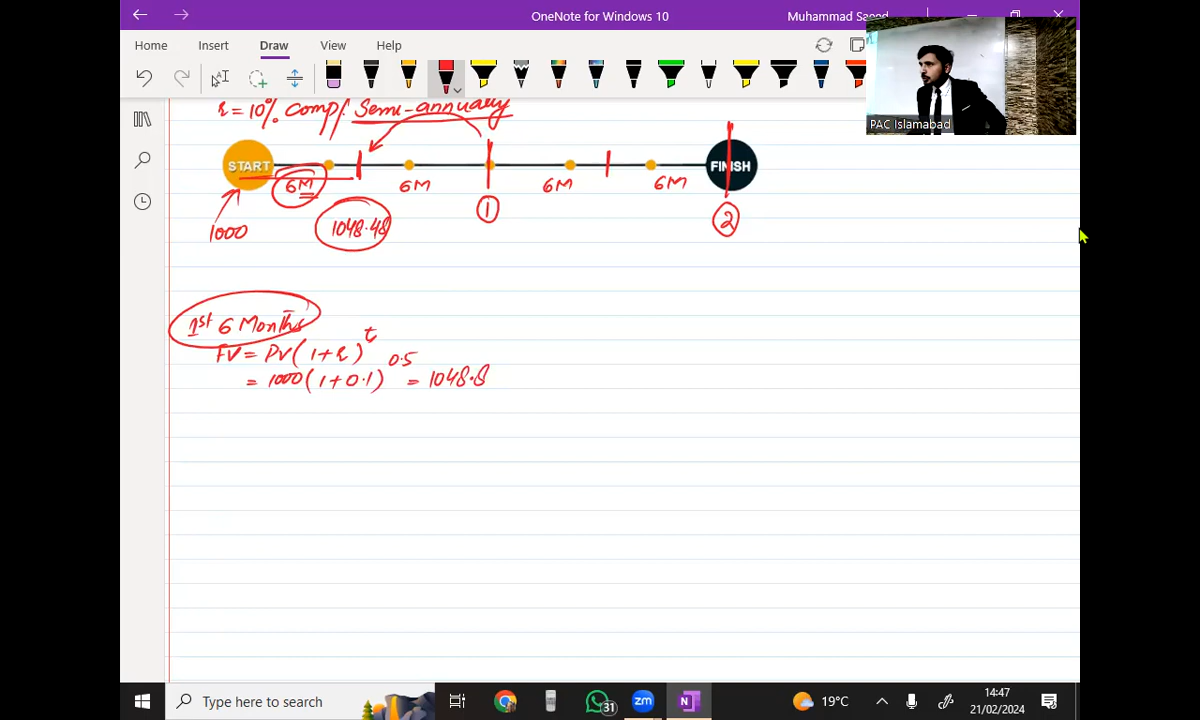 OneNote for Windows 10
Muhammad Saeed
Home Insert Draw View Help
r = 10% comp/. Semi-annually
PAC Islamabad
START
FINISH
6M 6M 6M 6M
1000
1048.48
1
2
1st 6 Months
FV = PV(1+r)^t
= 1000(1+0.1)^0.5 = 1048.8
Type here to search
31
zm
N
19°C
14:47
21/02/2024